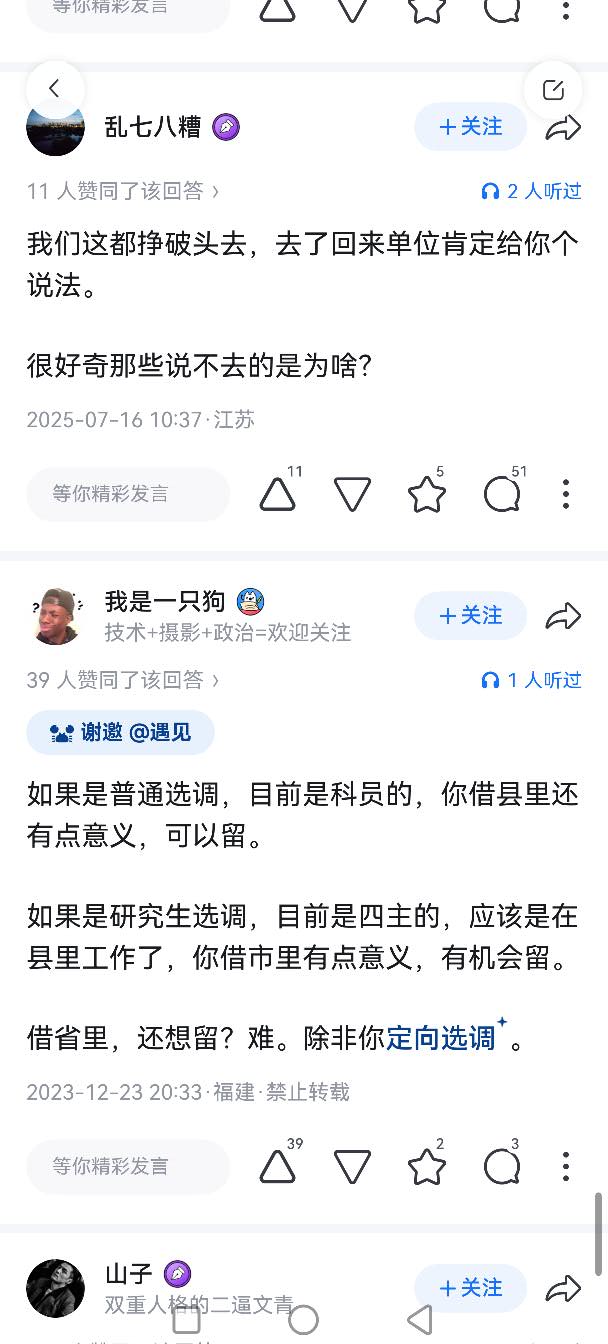 等你精彩发言
乱七八糟
+关注
11 人赞同了该回答 ›
2 人听过
我们这都挣破头去，去了回来单位肯定给你个
说法。
很好奇那些说不去的是为啥？
2025-07-16 10:37·江苏
等你精彩发言
11
5
51
我是一只狗
技术+摄影+政治=欢迎关注
+关注
39 人赞同了该回答 ›
1 人听过
谢邀 @遇见
如果是普通选调，目前是科员的，你借县里还
有点意义，可以留。
如果是研究生选调，目前是四主的，应该是在
县里工作了，你借市里有点意义，有机会留。
借省里，还想留？难。除非你定向选调。
2023-12-23 20:33·福建·禁止转载
等你精彩发言
39
2
3
山子
双重人格的二逼文青
+关注